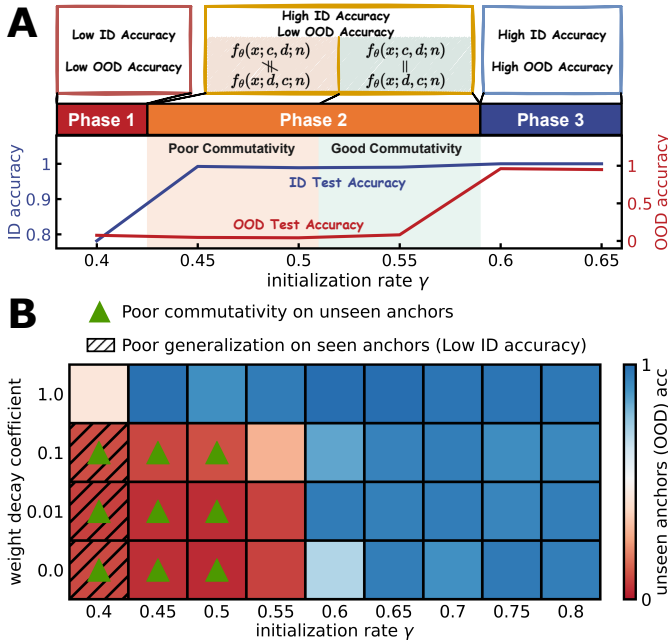 A
Low ID Accuracy
Low OOD Accuracy
High ID Accuracy
Low OOD Accuracy
fθ(x; c, d; n)
∦
fθ(x; d, c; n)
fθ(x; c, d; n)
||
fθ(x; d, c; n)
High ID Accuracy
High OOD Accuracy
Phase 1
Phase 2
Phase 3
Poor Commutativity
Good Commutativity
ID Test Accuracy
OOD Test Accuracy
ID accuracy
1
0.9
0.8
OOD accuracy
1
0.5
0
0.4 0.45 0.5 0.55 0.6 0.65
initialization rate γ
B
Poor commutativity on unseen anchors
Poor generalization on seen anchors (Low ID accuracy)
weight decay coefficient
1.0
0.1
0.01
0.0
0.4 0.45 0.5 0.55 0.6 0.65 0.7 0.75 0.8
initialization rate γ
1
0
unseen anchors (OOD) acc